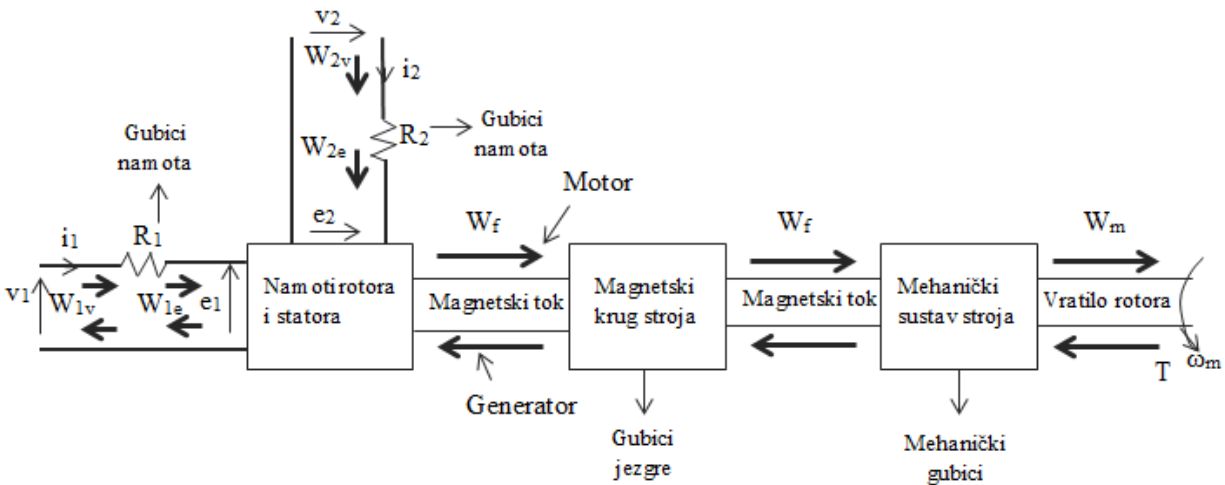 v2
W2v
i2
Gubici
namota
W2e
R2
Gubici
namota
Motor
e2
Wf
Wf
Wm
i1
R1
v1
W1v
W1e
e1
Namoti rotora
i statora
Magnetski tok
Magnetski
krug stroja
Magnetski tok
Mehanički
sustav stroja
Vratilo rotora
T
ωm
Generator
Gubici
jezgre
Mehanički
gubici